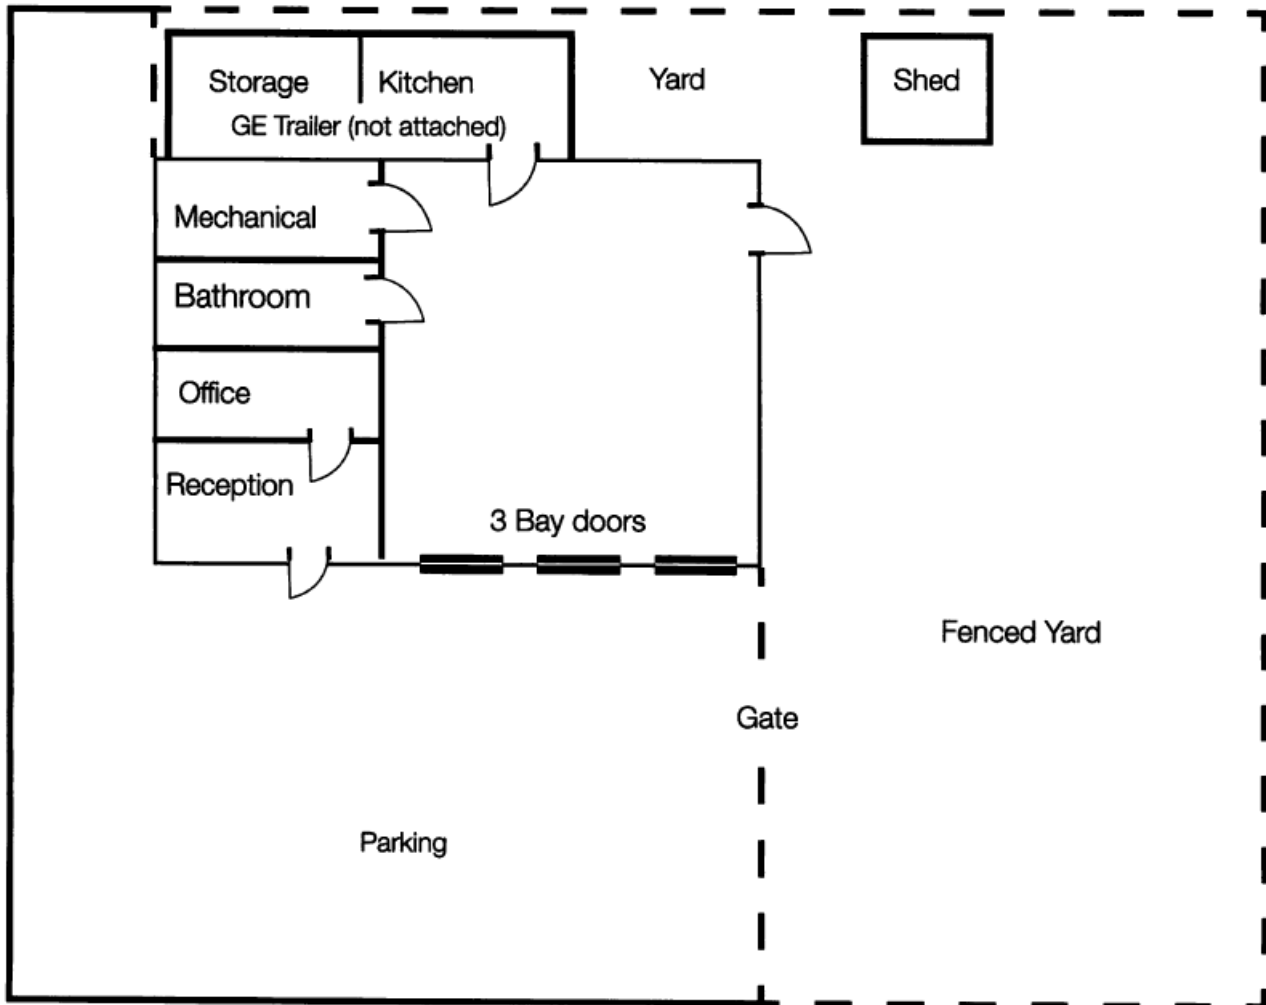 Storage
Kitchen
Yard
Shed
GE Trailer (not attached)
Mechanical
Bathroom
Office
Reception
3 Bay doors
Fenced Yard
Gate
Parking